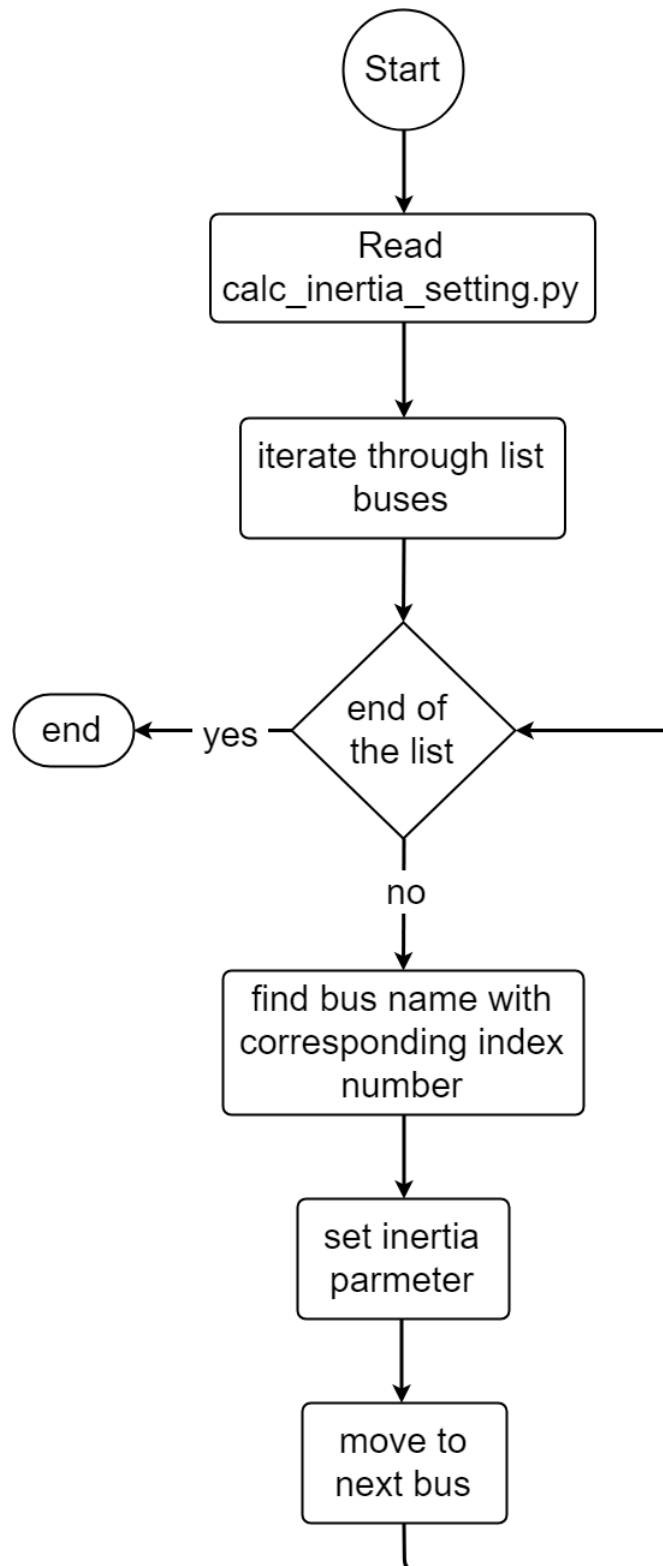 Start
Read
calc_inertia_setting.py
iterate through list
buses
end of
the list
yes
end
no
find bus name with
corresponding index
number
set inertia
parmeter
move to
next bus